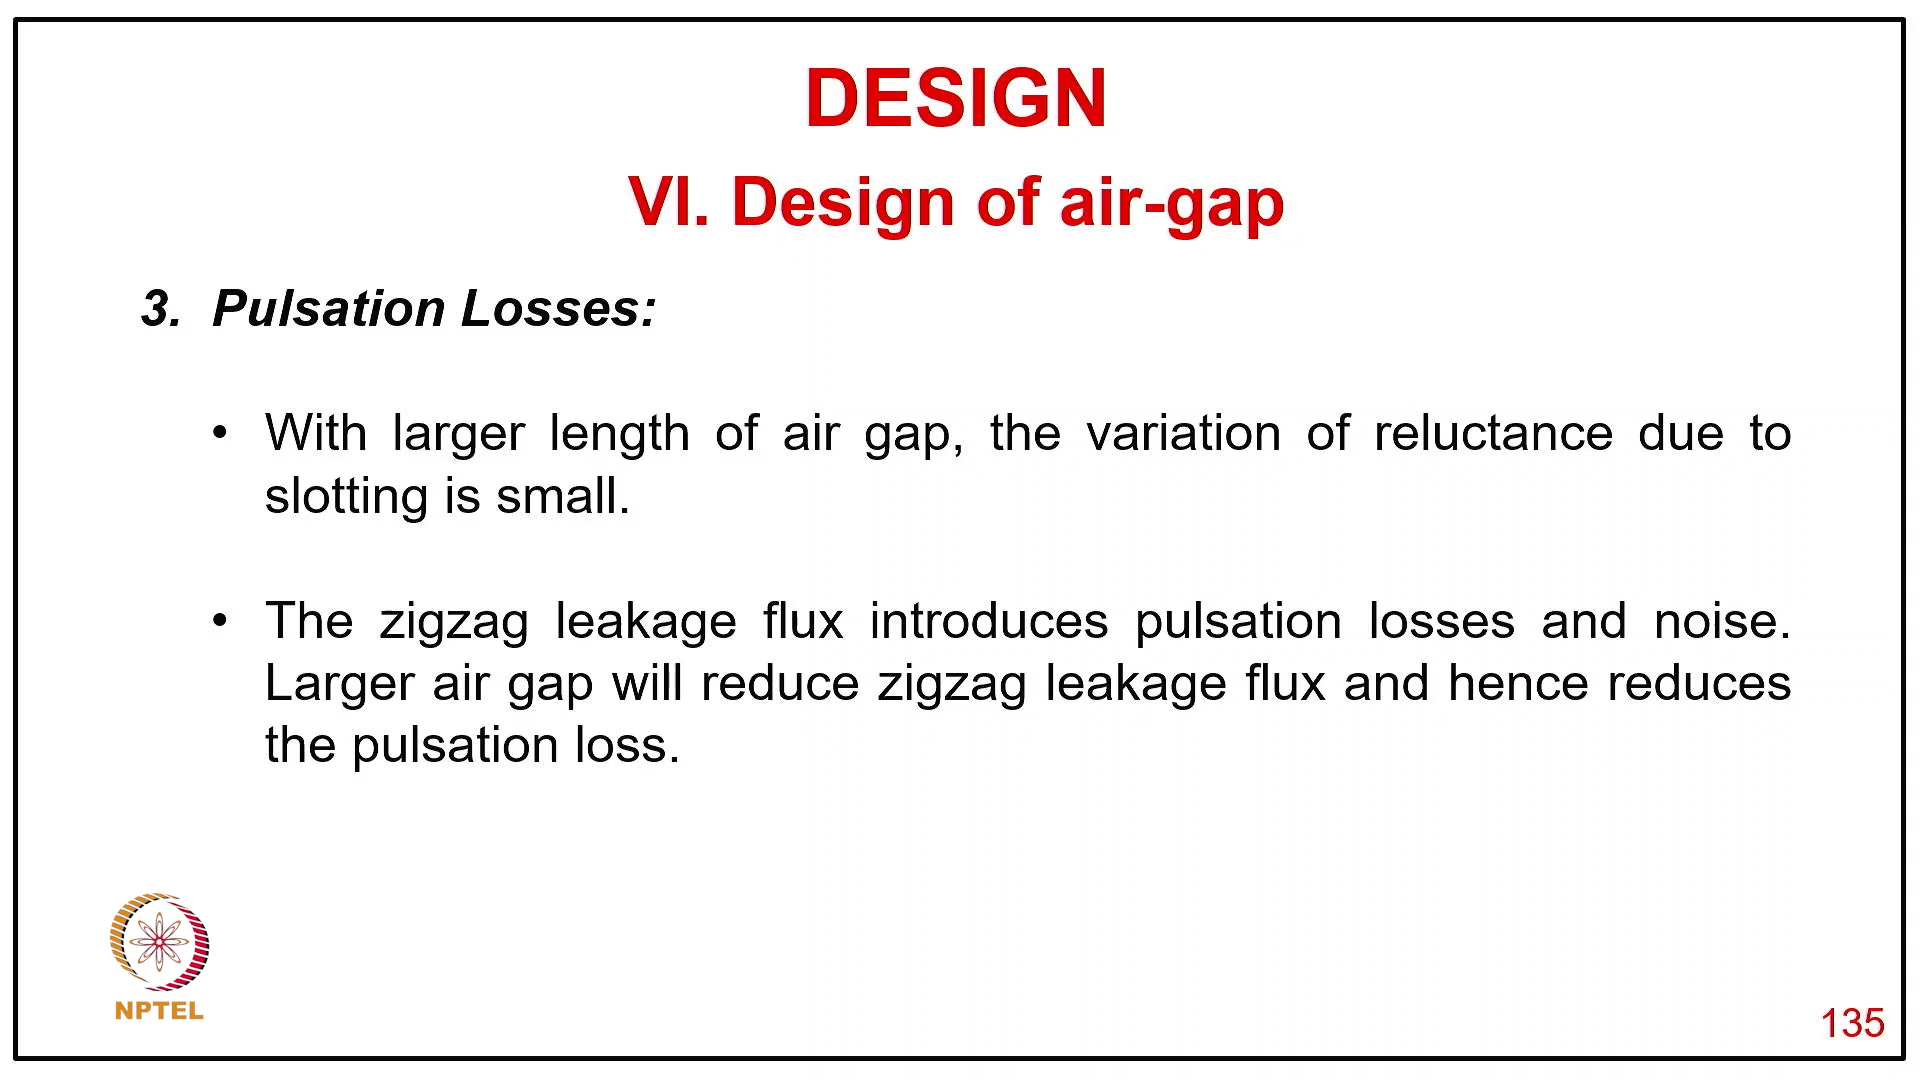 DESIGN
VI. Design of air-gap
3. Pulsation Losses:
• With larger length of air gap, the variation of reluctance due to
slotting is small.
• The zigzag leakage flux introduces pulsation losses and noise.
Larger air gap will reduce zigzag leakage flux and hence reduces
the pulsation loss.
NPTEL
135